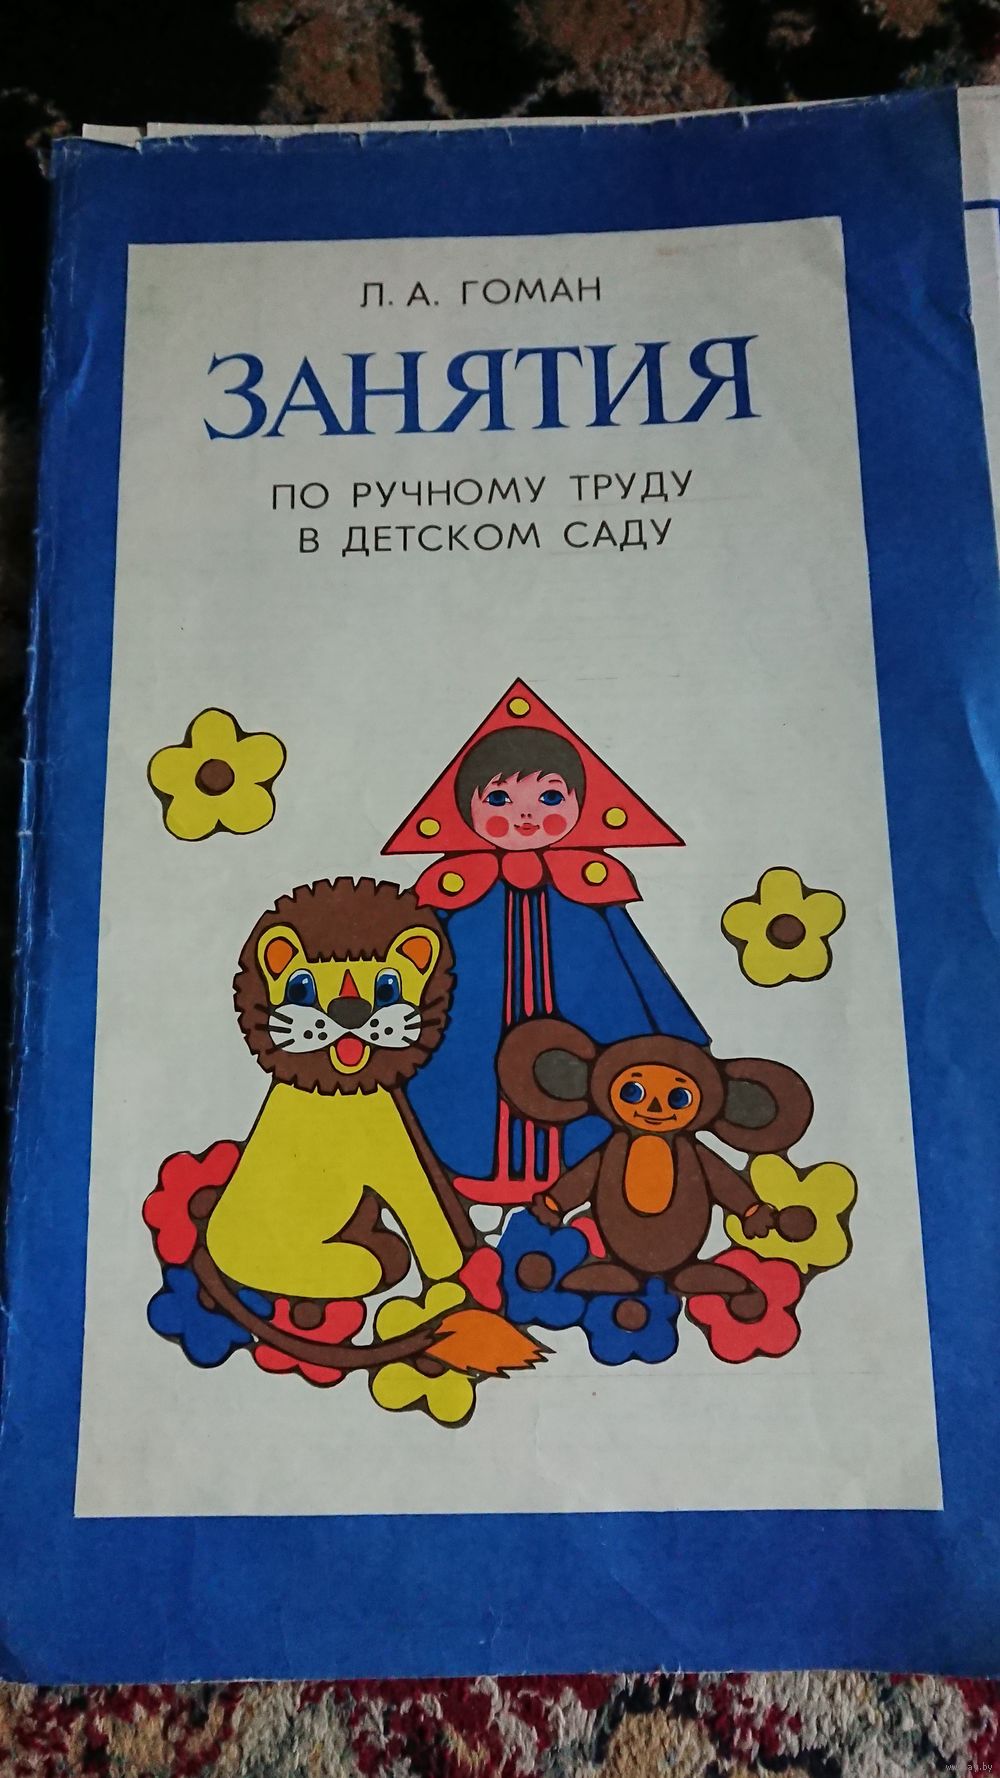 Л. А. ГОМАН
ЗАНЯТИЯ
ПО РУЧНОМУ ТРУДУ
В ДЕТСКОМ САДУ